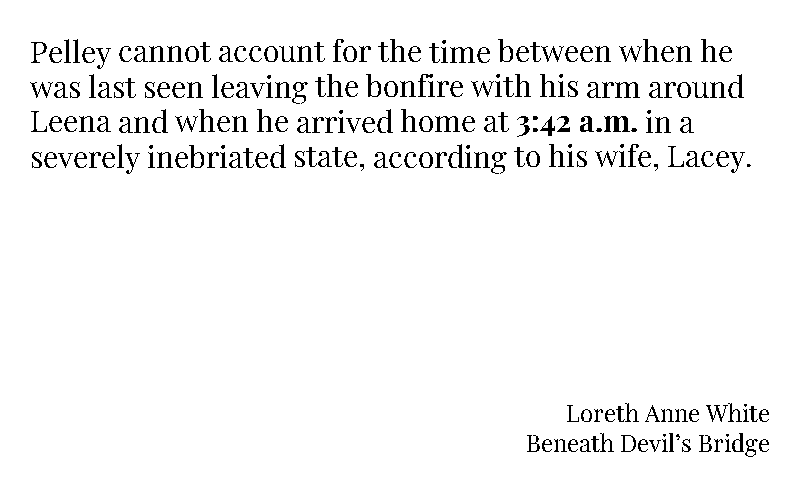 Pelley cannot account for the time between when he
was last seen leaving the bonfire with his arm around
Leena and when he arrived home at 3:42 a.m. in a
severely inebriated state, according to his wife, Lacey.
Loreth Anne White
Beneath Devil’s Bridge